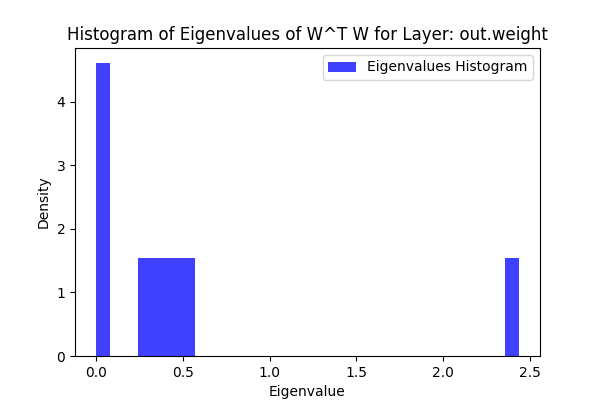 Histogram of Eigenvalues of W^T W for Layer: out.weight
Eigenvalues Histogram
4
3
2
1
0
Density
0.0 0.5 1.0 1.5 2.0 2.5
Eigenvalue